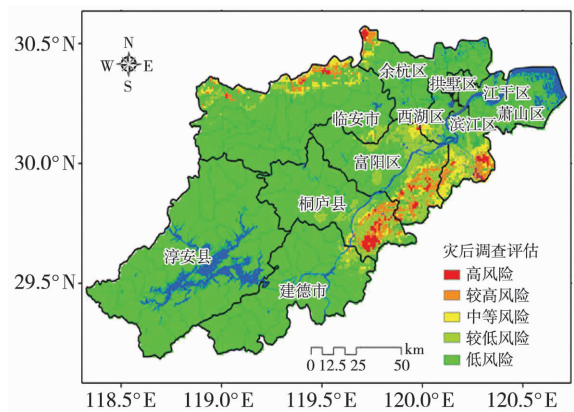 30.5°N
30.0°N
29.5°N
N
W E
S
余杭区
拱墅区
江干区
临安市
西湖区
滨江区
萧山区
富阳区
桐庐县
淳安县
建德市
灾后调查评估
高风险
较高风险
中等风险
较低风险
低风险
km
0 12.5 25 50
118.5°E 119.0°E 119.5°E 120.0°E 120.5°E